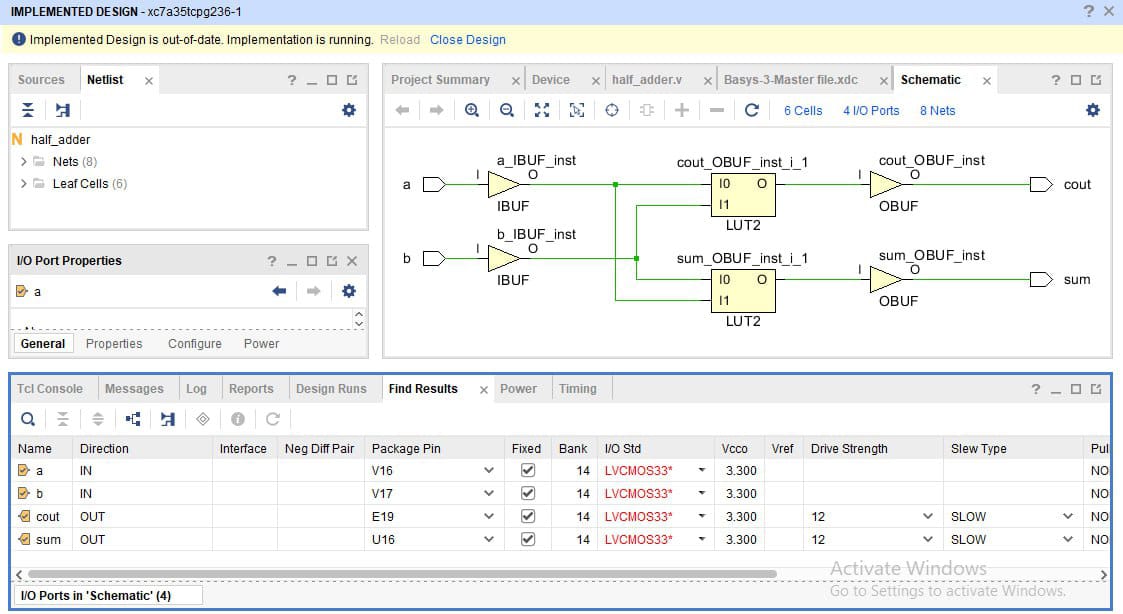 IMPLEMENTED DESIGN - xc7a35tcpg236-1
Implemented Design is out-of-date. Implementation is running. Reload Close Design
Sources Netlist
N half_adder
Nets (8)
Leaf Cells (6)
I/O Port Properties
a
General Properties Configure Power
Project Summary Device half_adder.v Basys-3-Master file.xdc Schematic
6 Cells 4 I/O Ports 8 Nets
a_IBUF_inst cout_OBUF_inst_i_1 cout_OBUF_inst
a I O I0 O I O cout
IBUF I1 OBUF
LUT2
b_IBUF_inst
b I O
IBUF
sum_OBUF_inst_i_1 sum_OBUF_inst
I0 O I O sum
I1 OBUF
LUT2
Tcl Console Messages Log Reports Design Runs Find Results Power Timing
Name Direction Interface Neg Diff Pair Package Pin Fixed Bank I/O Std Vcco Vref Drive Strength Slew Type Pul
a IN V16 14 LVCMOS33* 3.300 NO
b IN V17 14 LVCMOS33* 3.300 NO
cout OUT E19 14 LVCMOS33* 3.300 12 SLOW NO
sum OUT U16 14 LVCMOS33* 3.300 12 SLOW NO
Activate Windows
Go to Settings to activate Windows.
I/O Ports in 'Schematic' (4)